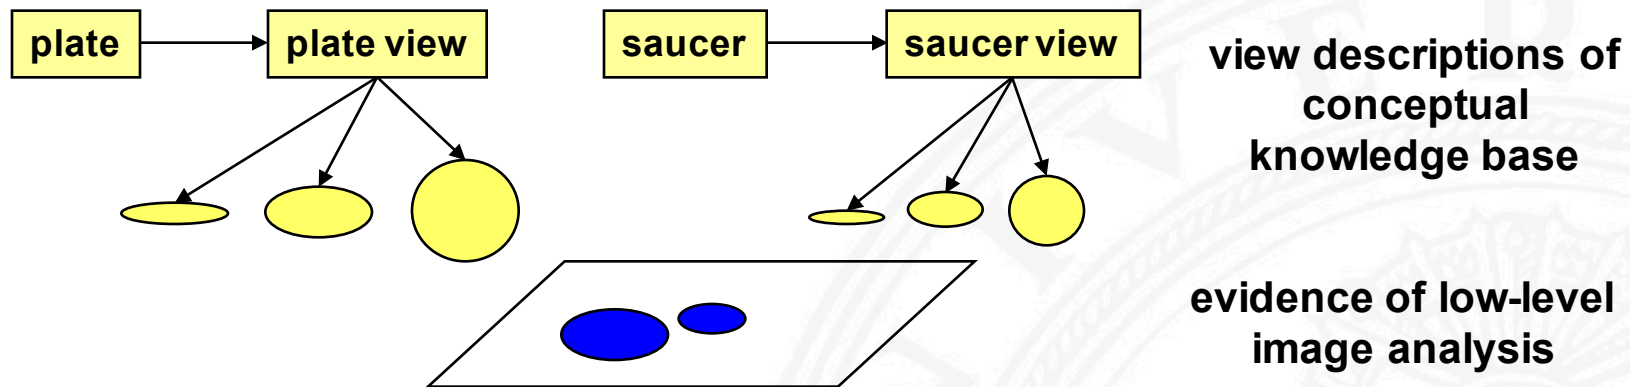 plate
plate view
saucer
saucer view
view descriptions of
conceptual
knowledge base
evidence of low-level
image analysis